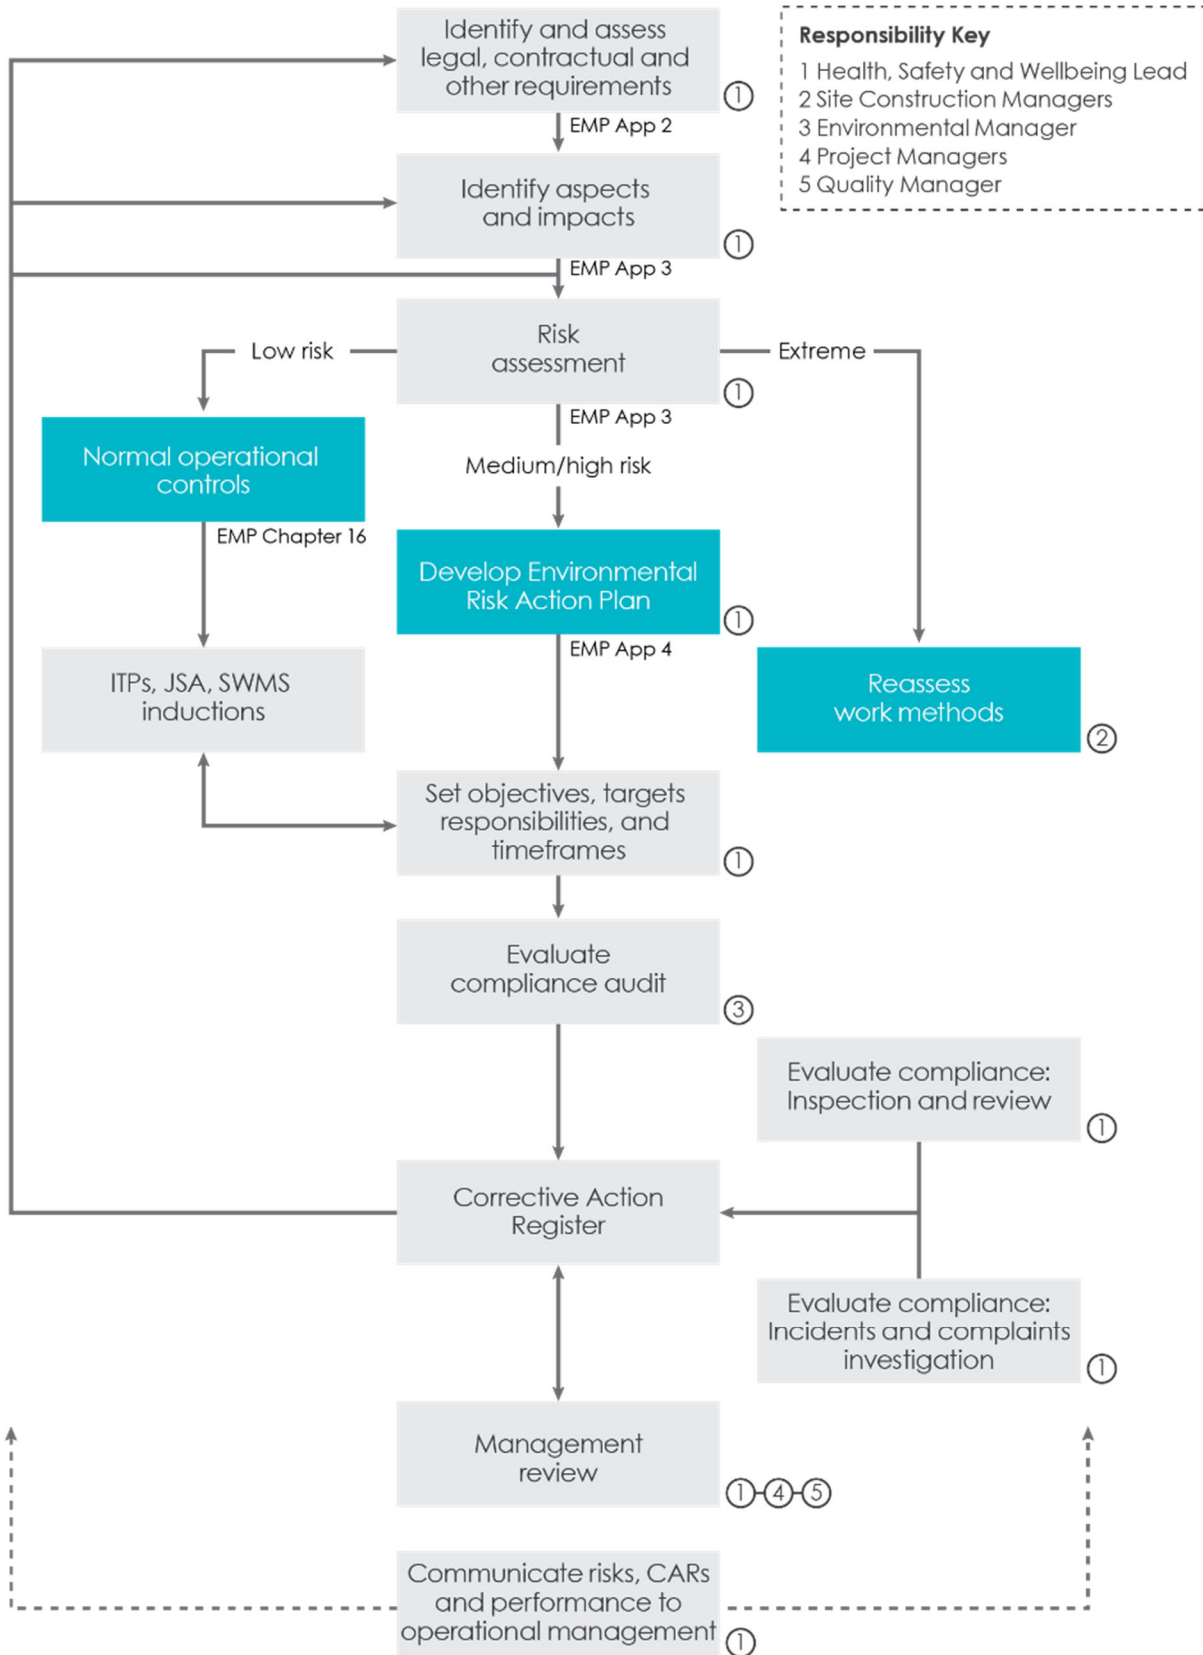 Identify and assess
legal, contractual and
other requirements
1
Responsibility Key
1 Health, Safety and Wellbeing Lead
2 Site Construction Managers
3 Environmental Manager
4 Project Managers
5 Quality Manager
EMP App 2
Identify aspects
and impacts
1
EMP App 3
Risk
assessment
1
Low risk
Extreme
EMP App 3
Medium/high risk
Normal operational
controls
EMP Chapter 16
Develop Environmental
Risk Action Plan
1
EMP App 4
ITPs, JSA, SWMS
inductions
Reassess
work methods
2
Set objectives, targets
responsibilities, and
timeframes
1
Evaluate
compliance audit
3
Evaluate compliance:
Inspection and review
1
Corrective Action
Register
Evaluate compliance:
Incidents and complaints
investigation
1
Management
review
1 4 5
Communicate risks, CARs
and performance to
operational management
1